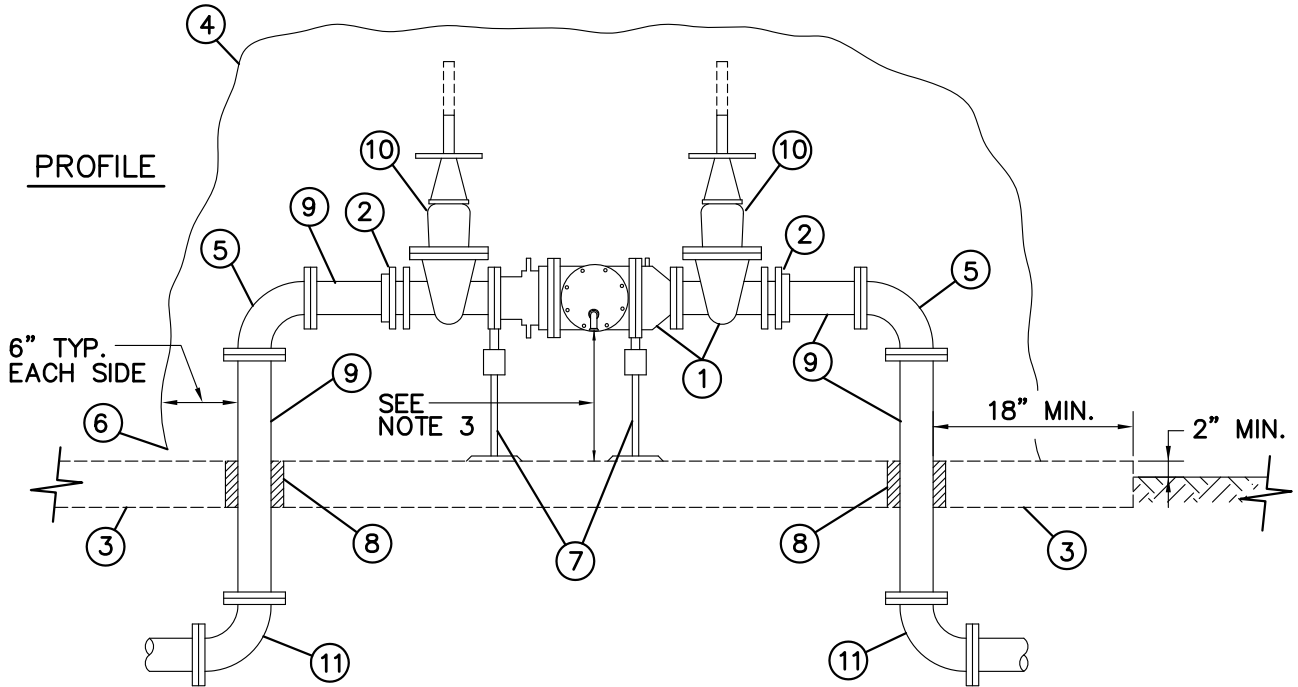 4
PROFILE
10
10
9
2
2
5
5
6” TYP.
EACH SIDE
9
SEE
NOTE 3
1
9
18” MIN.
2” MIN.
6
3
8
7
8
3
11
11